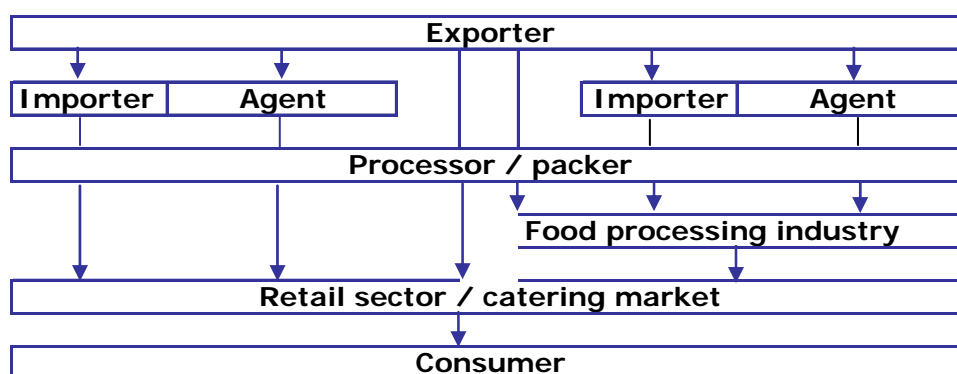 Exporter
Importer Agent Importer Agent
Processor / packer
Food processing industry
Retail sector / catering market
Consumer